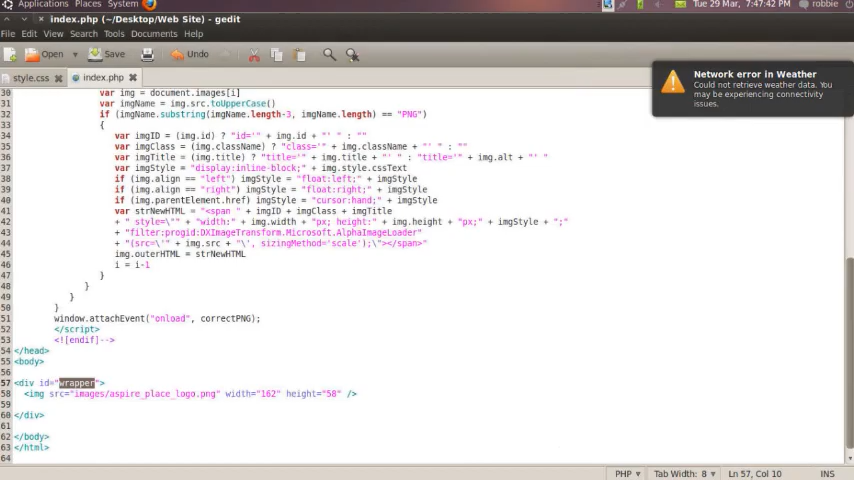 Applications Places System
Tue 29 Mar, 7:47:42 PM robbie
index.php (~/Desktop/Web Site) - gedit
File Edit View Search Tools Documents Help
Open Save Undo
style.css index.php
Network error in Weather
Could not retrieve weather data. You
may be experiencing connectivity
issues.
30 var img = document.images[i]
31 var imgName = img.src.toUpperCase()
32 if (imgName.substring(imgName.length-3, imgName.length) == "PNG")
33 {
34 var imgID = (img.id) ? "id='" + img.id + "' " : ""
35 var imgClass = (img.className) ? "class='" + img.className + "' " : ""
36 var imgTitle = (img.title) ? "title='" + img.title + "' " : "title='" + img.alt + "' "
37 var imgStyle = "display:inline-block;" + img.style.cssText
38 if (img.align == "left") imgStyle = "float:left;" + imgStyle
39 if (img.align == "right") imgStyle = "float:right;" + imgStyle
40 if (img.parentElement.href) imgStyle = "cursor:hand;" + imgStyle
41 var strNewHTML = "<span " + imgID + imgClass + imgTitle
42 + " style=\"" + "width:" + img.width + "px; height:" + img.height + "px;" + imgStyle + ";"
43 + "filter:progid:DXImageTransform.Microsoft.AlphaImageLoader"
44 + "(src=\'" + img.src + "\', sizingMethod='scale');\"></span>"
45 img.outerHTML = strNewHTML
46 i = i-1
47 }
48 }
49 }
50 }
51 window.attachEvent("onload", correctPNG);
52 </script>
53 <![endif]-->
54 </head>
55 <body>
56
57 <div id="wrapper">
58 <img src="images/aspire_place_logo.png" width="162" height="58" />
59
60 </div>
61
62 </body>
63 </html>
64
PHP Tab Width: 8 Ln 57, Col 10 INS